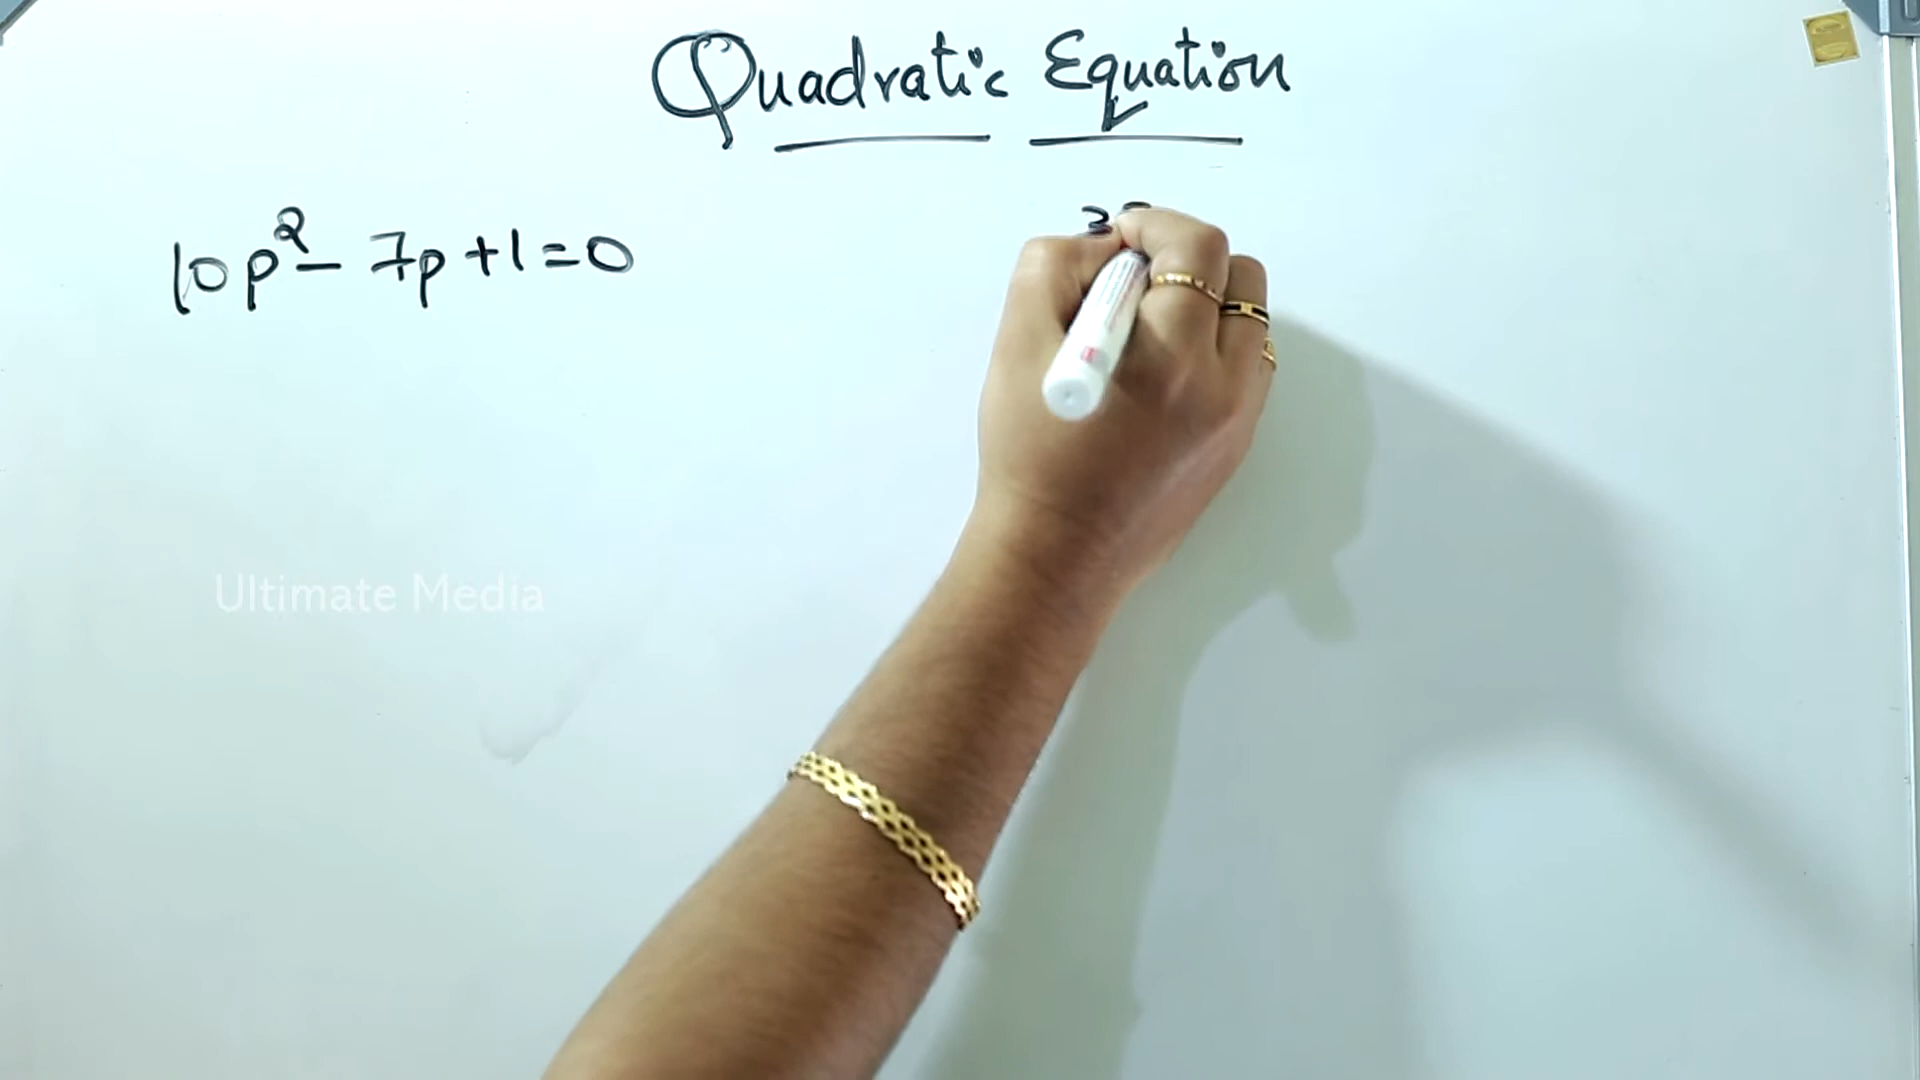 Quadratic Equation
10p² - 7p + 1 = 0
Ultimate Media